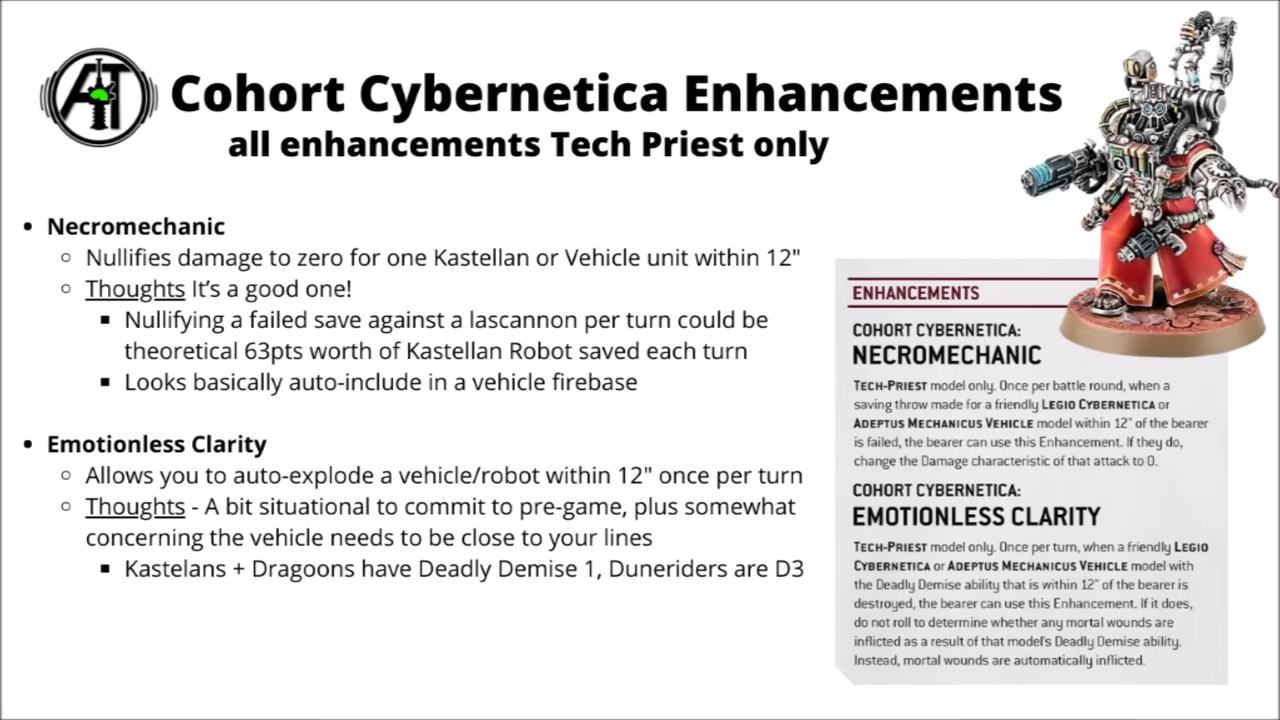 AT
Cohort Cybernetica Enhancements
all enhancements Tech Priest only
• Necromechanic
○ Nullifies damage to zero for one Kastellan or Vehicle unit within 12"
○ Thoughts It's a good one!
▪ Nullifying a failed save against a lascannon per turn could be
theoretical 63pts worth of Kastellan Robot saved each turn
▪ Looks basically auto-include in a vehicle firebase
• Emotionless Clarity
○ Allows you to auto-explode a vehicle/robot within 12" once per turn
○ Thoughts - A bit situational to commit to pre-game, plus somewhat
concerning the vehicle needs to be close to your lines
▪ Kastelans + Dragoons have Deadly Demise 1, Duneriders are D3
ENHANCEMENTS
COHORT CYBERNETICA:
NECROMECHANIC
TECH-PRIEST model only. Once per battle round, when a
saving throw made for a friendly LEGIO CYBERNETICA or
ADEPTUS MECHANICUS VEHICLE model within 12" of the bearer
is failed, the bearer can use this Enhancement. If they do,
change the Damage characteristic of that attack to 0.
COHORT CYBERNETICA:
EMOTIONLESS CLARITY
TECH-PRIEST model only. Once per turn, when a friendly LEGIO
CYBERNETICA or ADEPTUS MECHANICUS VEHICLE model with
the Deadly Demise ability that is within 12" of the bearer is
destroyed, the bearer can use this Enhancement. If it does,
do not roll to determine whether any mortal wounds are
inflicted as a result of that model's Deadly Demise ability.
Instead, mortal wounds are automatically inflicted.